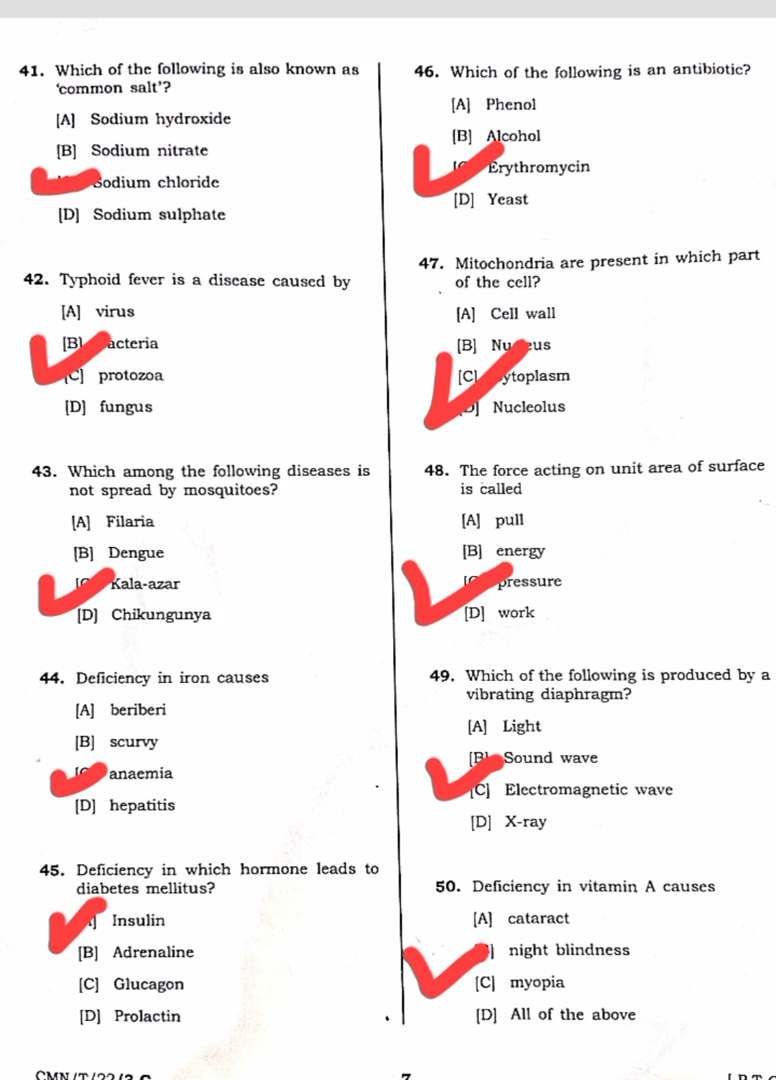 41. Which of the following is also known as
'common salt'?
[A] Sodium hydroxide
[B] Sodium nitrate
Sodium chloride
[D] Sodium sulphate
42. Typhoid fever is a disease caused by
[A] virus
[B] acteria
[C] protozoa
[D] fungus
43. Which among the following diseases is
not spread by mosquitoes?
[A] Filaria
[B] Dengue
[C Kala-azar
[D] Chikungunya
44. Deficiency in iron causes
[A] beriberi
[B] scurvy
[C anaemia
[D] hepatitis
45. Deficiency in which hormone leads to
diabetes mellitus?
] Insulin
[B] Adrenaline
[C] Glucagon
[D] Prolactin
46. Which of the following is an antibiotic?
[A] Phenol
[B] Alcohol
[C Erythromycin
[D] Yeast
47. Mitochondria are present in which part
of the cell?
[A] Cell wall
[B] Nucleus
[C] ytoplasm
[D] Nucleolus
48. The force acting on unit area of surface
is called
[A] pull
[B] energy
[C pressure
[D] work
49. Which of the following is produced by a
vibrating diaphragm?
[A] Light
[B] Sound wave
[C] Electromagnetic wave
[D] X-ray
50. Deficiency in vitamin A causes
[A] cataract
] night blindness
[C] myopia
[D] All of the above
7